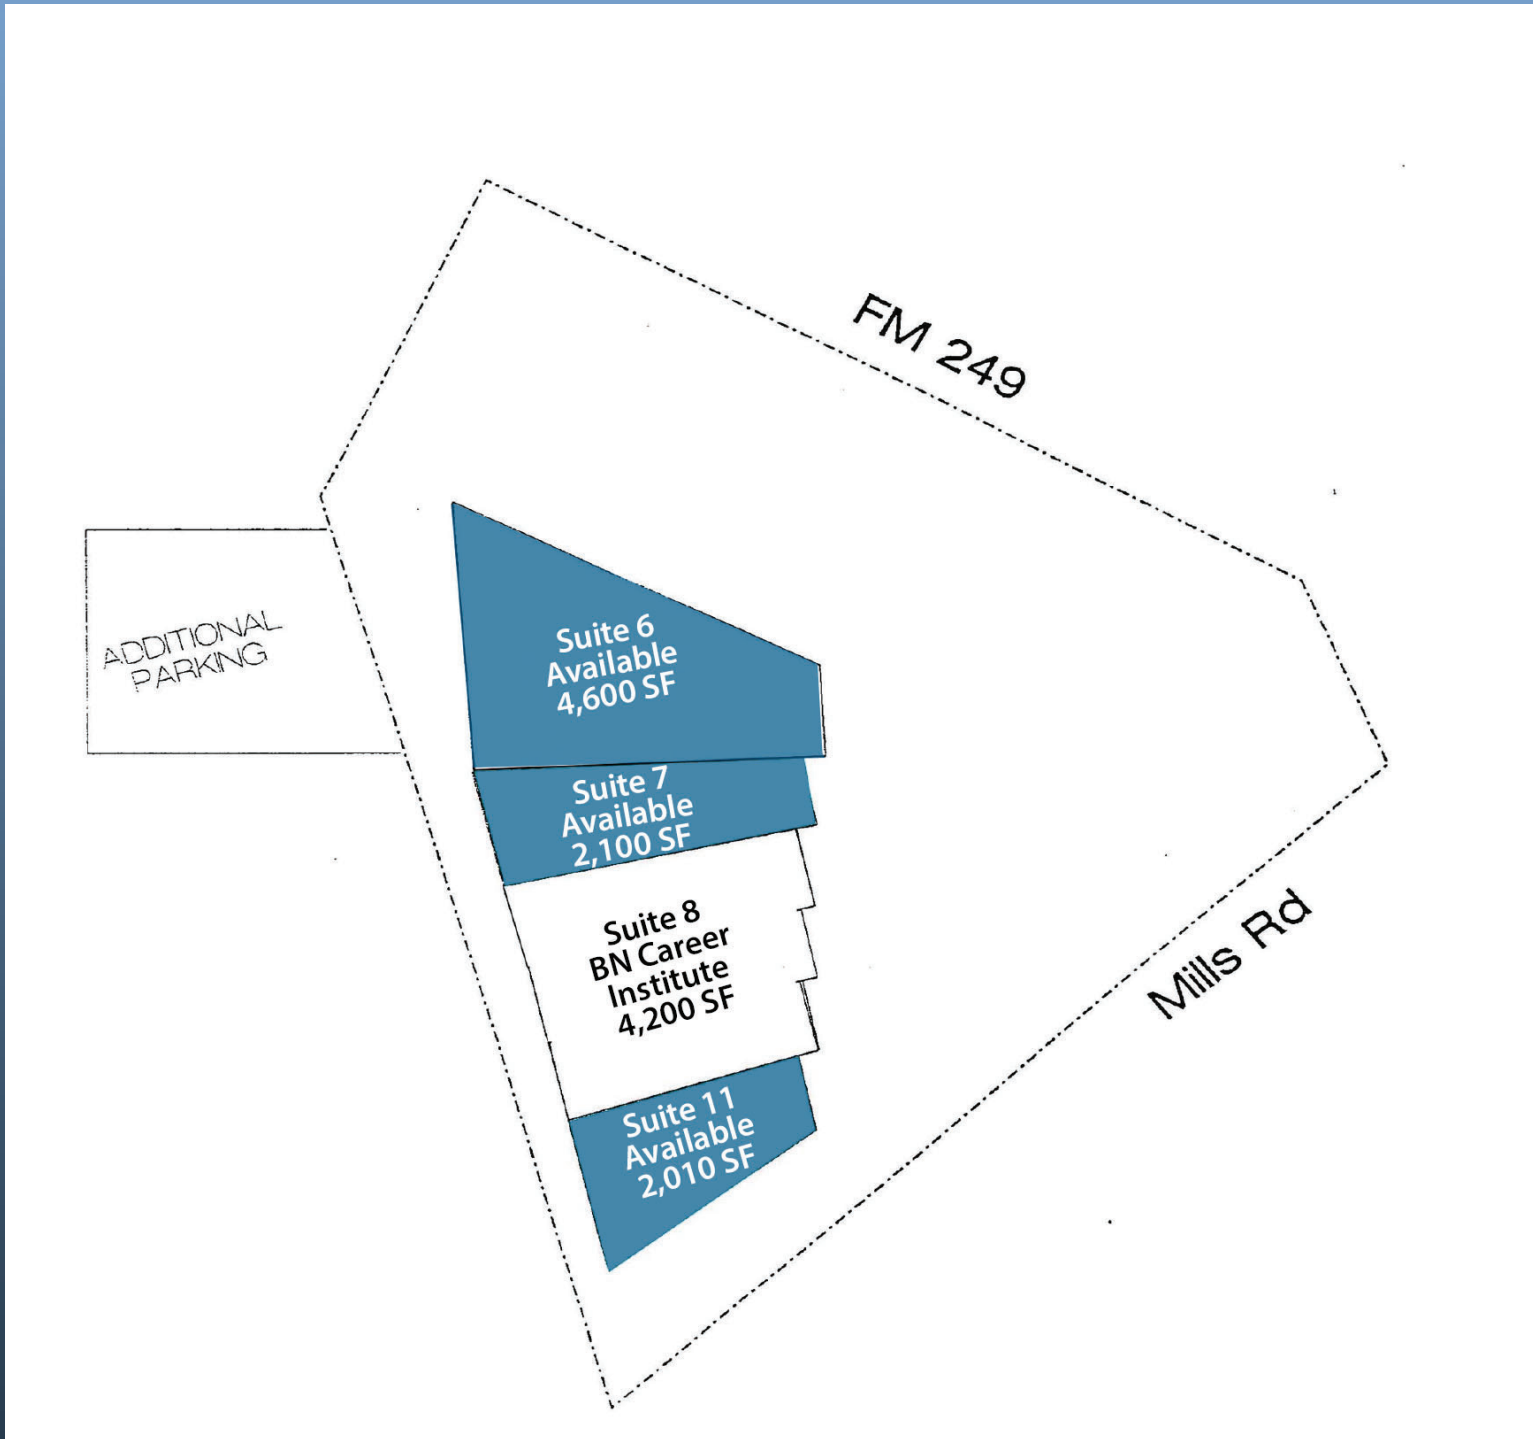 FM 249
Suite 6
Available
4,600 SF
ADDITIONAL
PARKING
Suite 7
Available
2,100 SF
Suite 8
BN Career
Institute
4,200 SF
Mills Rd
Suite 11
Available
2,010 SF